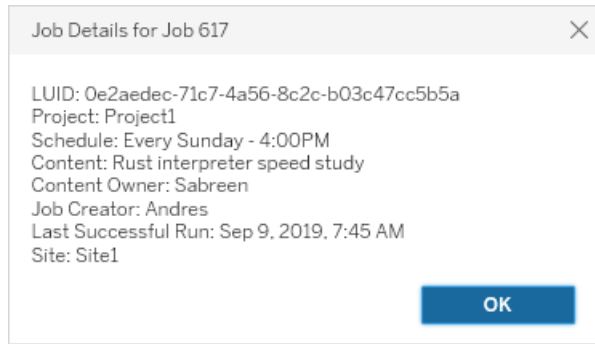 Job Details for Job 617
LUID: 0e2aedec-71c7-4a56-8c2c-b03c47cc5b5a
Project: Project1
Schedule: Every Sunday - 4:00PM
Content: Rust interpreter speed study
Content Owner: Sabreen
Job Creator: Andres
Last Successful Run: Sep 9, 2019, 7:45 AM
Site: Site1
OK